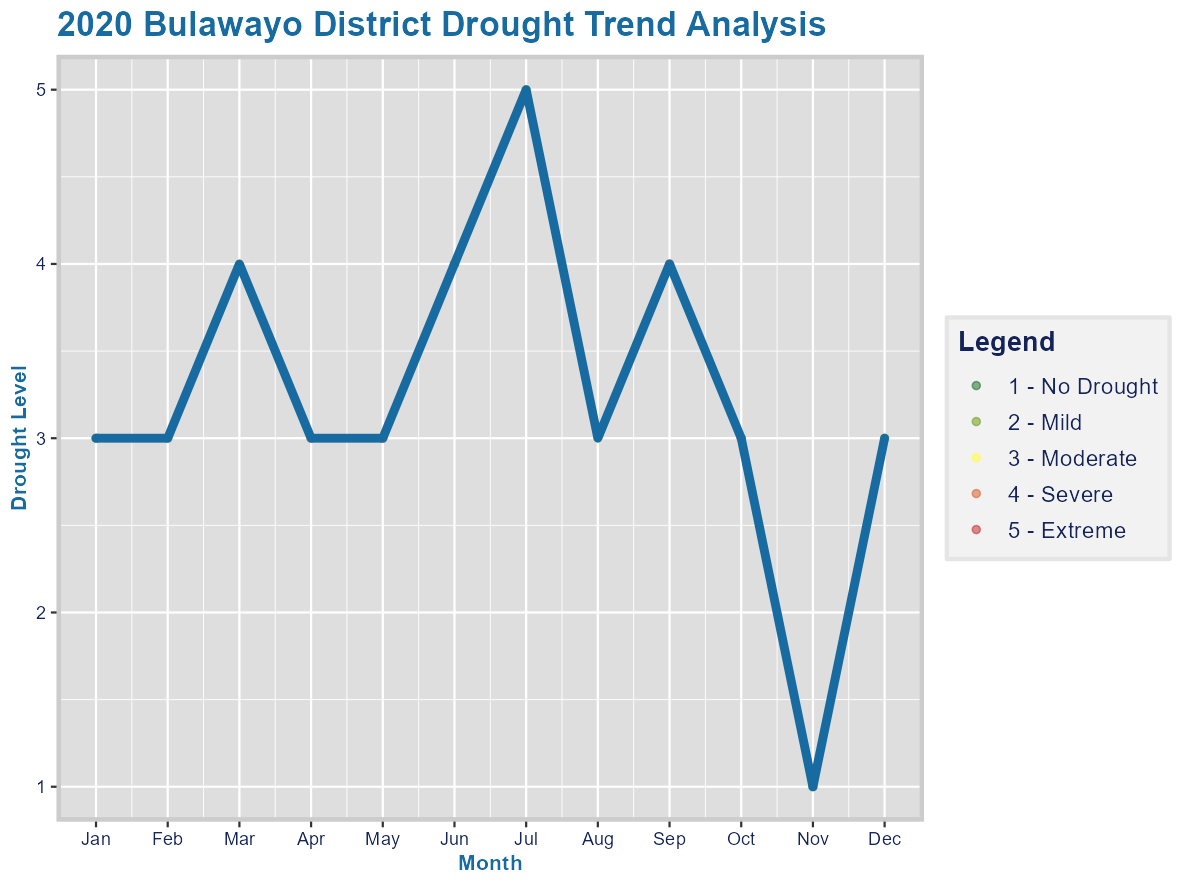 2020 Bulawayo District Drought Trend Analysis
5
4
3
2
1
Drought Level
Jan Feb Mar Apr May Jun Jul Aug Sep Oct Nov Dec
Month
Legend
1 - No Drought
2 - Mild
3 - Moderate
4 - Severe
5 - Extreme